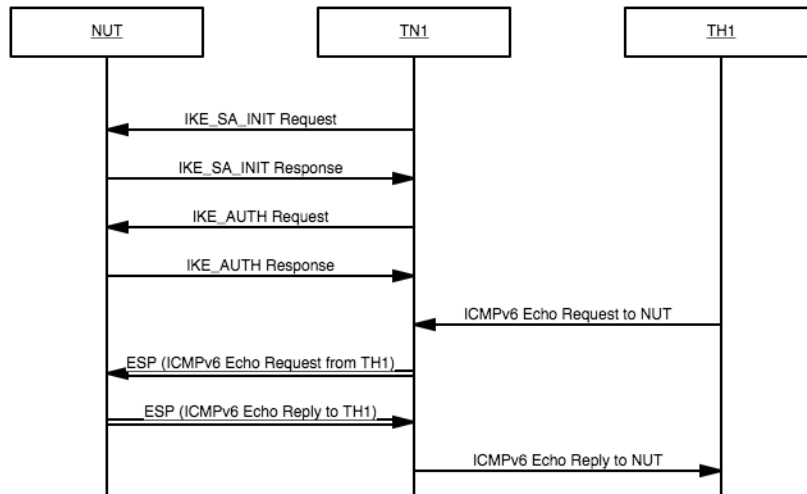 NUT
TN1
TH1
IKE_SA_INIT Request
IKE_SA_INIT Response
IKE_AUTH Request
IKE_AUTH Response
ICMPv6 Echo Request to NUT
ESP (ICMPv6 Echo Request from TH1)
ESP (ICMPv6 Echo Reply to TH1)
ICMPv6 Echo Reply to NUT